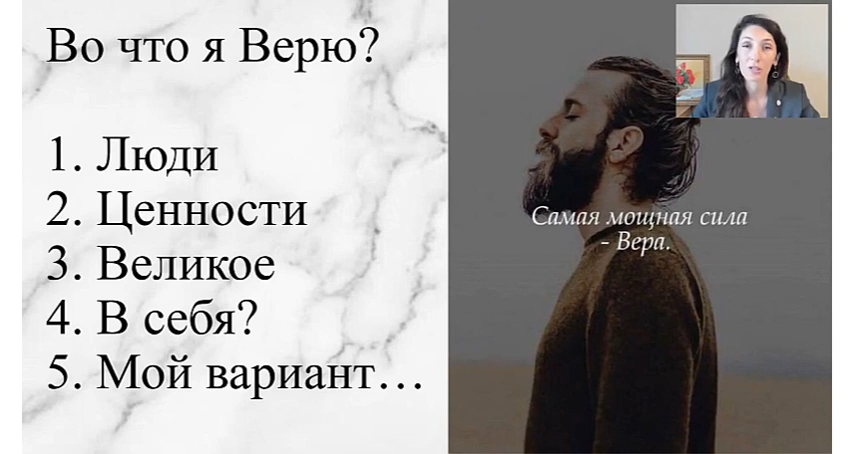 Во что я Верю?
1. Люди
2. Ценности
3. Великое
4. В себя?
5. Мой вариант...
Самая мощная сила
- Вера.